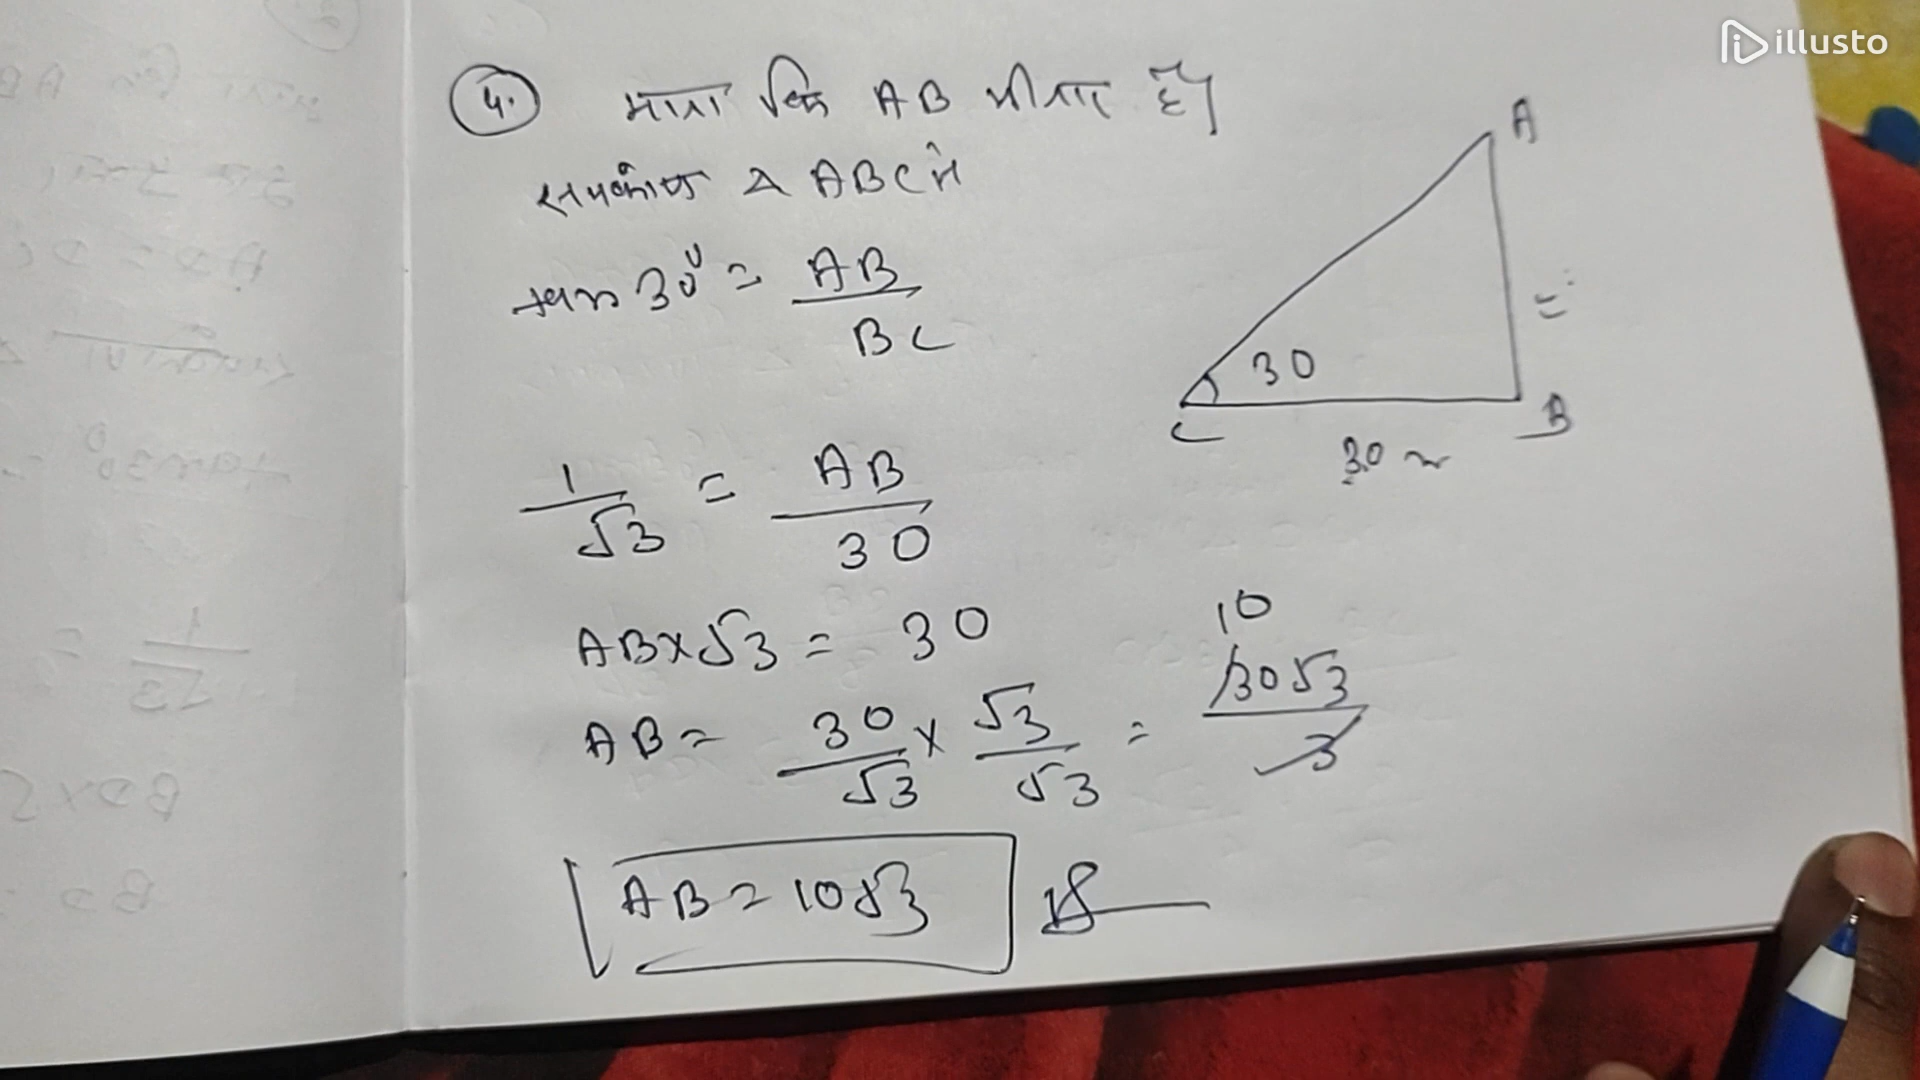 illusto
4. माना कि AB मीनार है।
समकोण △ ABC में
tan 30° = AB / BC
A
30
C
B
30 m
1/√3 = AB/30
AB×√3 = 30
AB = 30/√3 × √3/√3 = 30√3/3
10
AB = 10√3